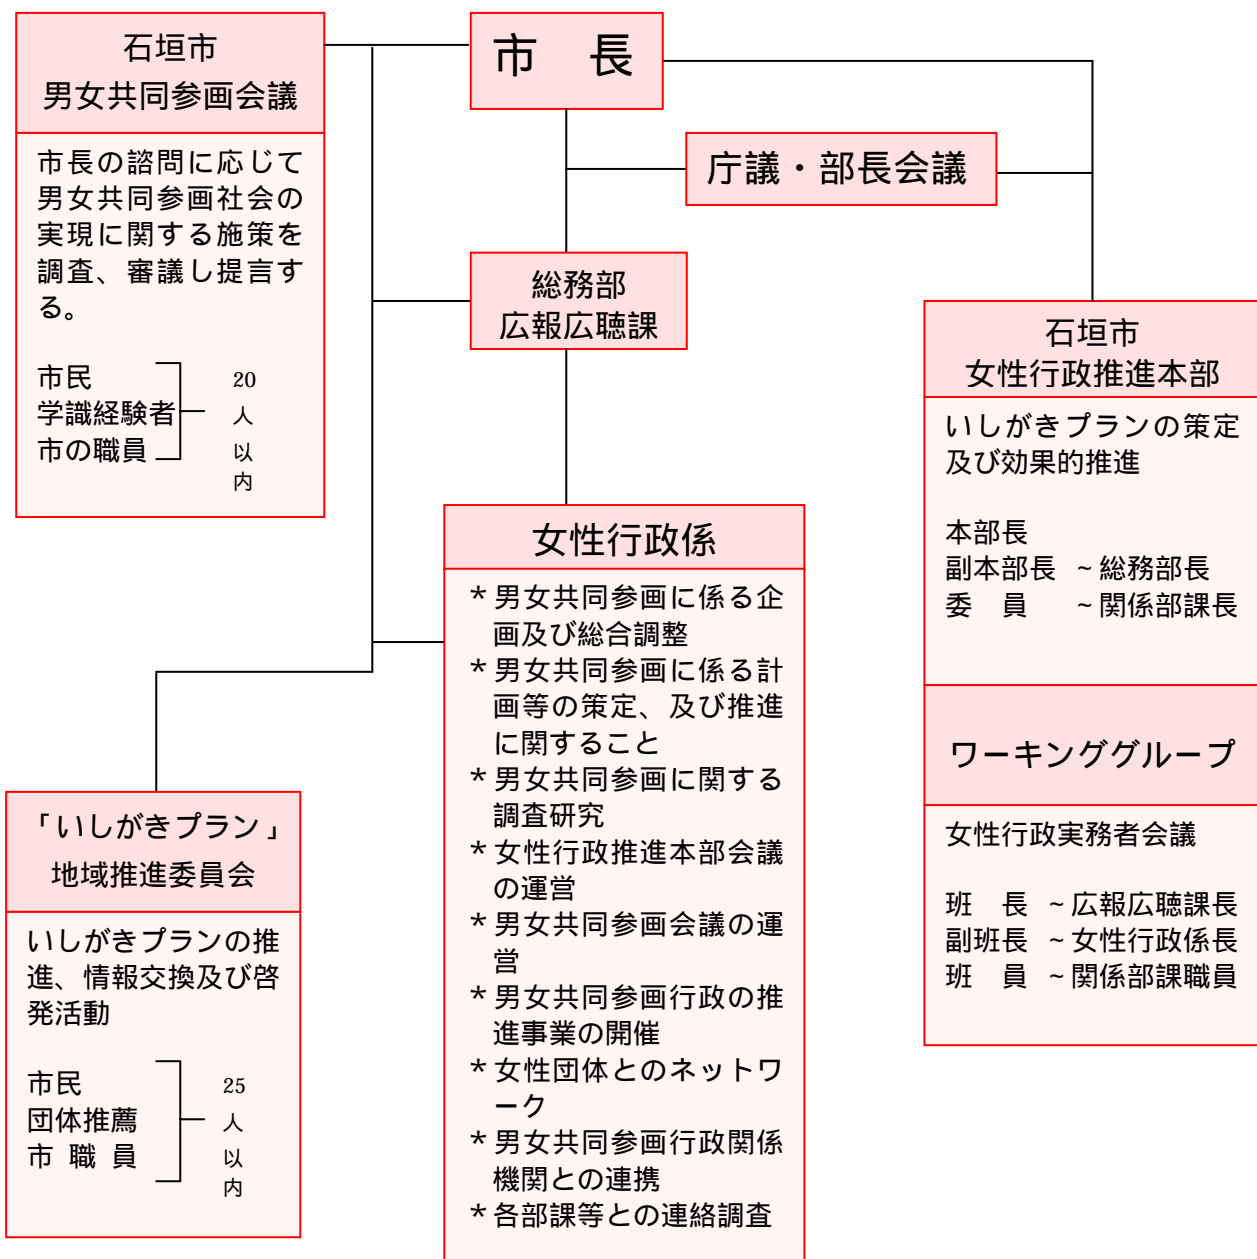 石垣市
男女共同参画会議
市長の諮問に応じて
男女共同参画社会の
実現に関する施策を
調査、審議し提言す
る。
市民
学識経験者
市の職員
20
人
以
内
市　長
庁議・部長会議
総務部
広報広聴課
石垣市
女性行政推進本部
いしがきプランの策定
及び効果的推進
本部長
副本部長 ~総務部長
委　員 ~関係部課長
ワーキンググループ
女性行政実務者会議
班　長 ~広報広聴課長
副班長 ~女性行政係長
班　員 ~関係部課職員
女性行政係
*男女共同参画に係る企
画及び総合調整
*男女共同参画に係る計
画等の策定、及び推進
に関すること
*男女共同参画に関する
調査研究
*女性行政推進本部会議
の運営
*男女共同参画会議の運
営
*男女共同参画行政の推
進事業の開催
*女性団体とのネットワ
ーク
*男女共同参画行政関係
機関との連携
*各部課等との連絡調査
「いしがきプラン」
地域推進委員会
いしがきプランの推
進、情報交換及び啓
発活動
市民
団体推薦
市 職 員
25
人
以
内